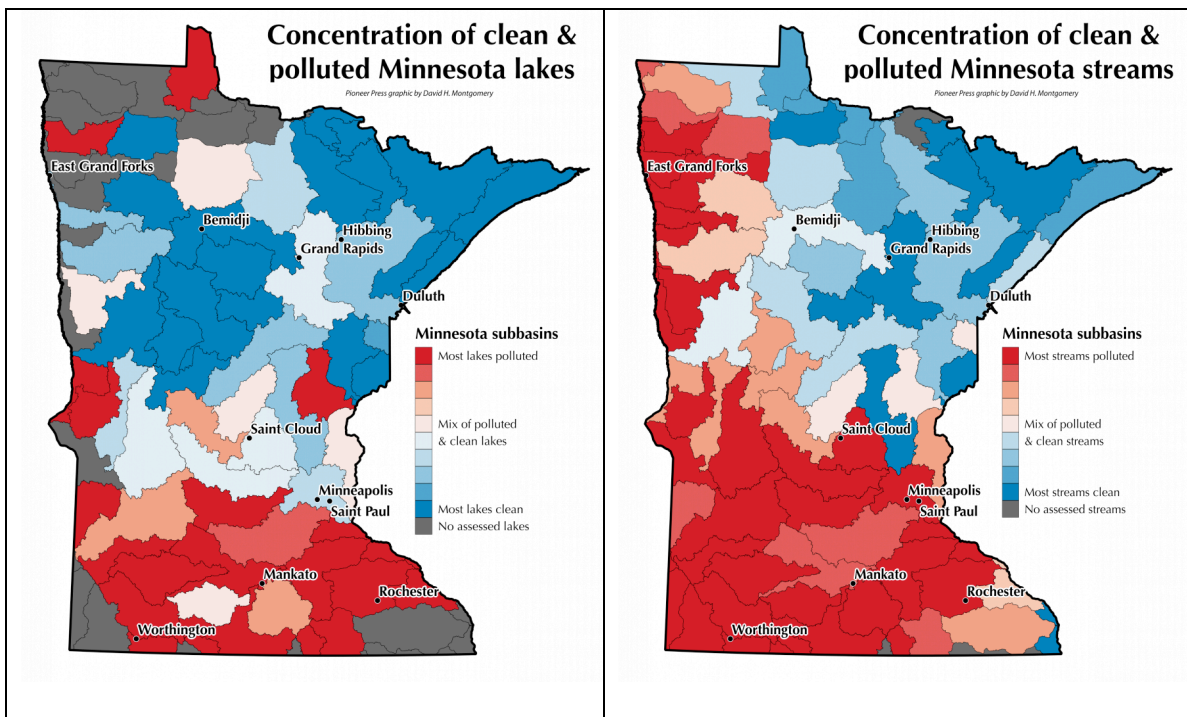 Concentration of clean &
polluted Minnesota lakes
Pioneer Press graphic by David H. Montgomery
East Grand Forks
Bemidji
Hibbing
Grand Rapids
Duluth
Minnesota subbasins
Most lakes polluted
Mix of polluted
& clean lakes
Most lakes clean
No assessed lakes
Saint Cloud
Minneapolis
Saint Paul
Mankato
Rochester
Worthington
Concentration of clean &
polluted Minnesota streams
Pioneer Press graphic by David H. Montgomery
East Grand Forks
Bemidji
Hibbing
Grand Rapids
Duluth
Minnesota subbasins
Most streams polluted
Mix of polluted
& clean streams
Most streams clean
No assessed streams
Saint Cloud
Minneapolis
Saint Paul
Mankato
Rochester
Worthington